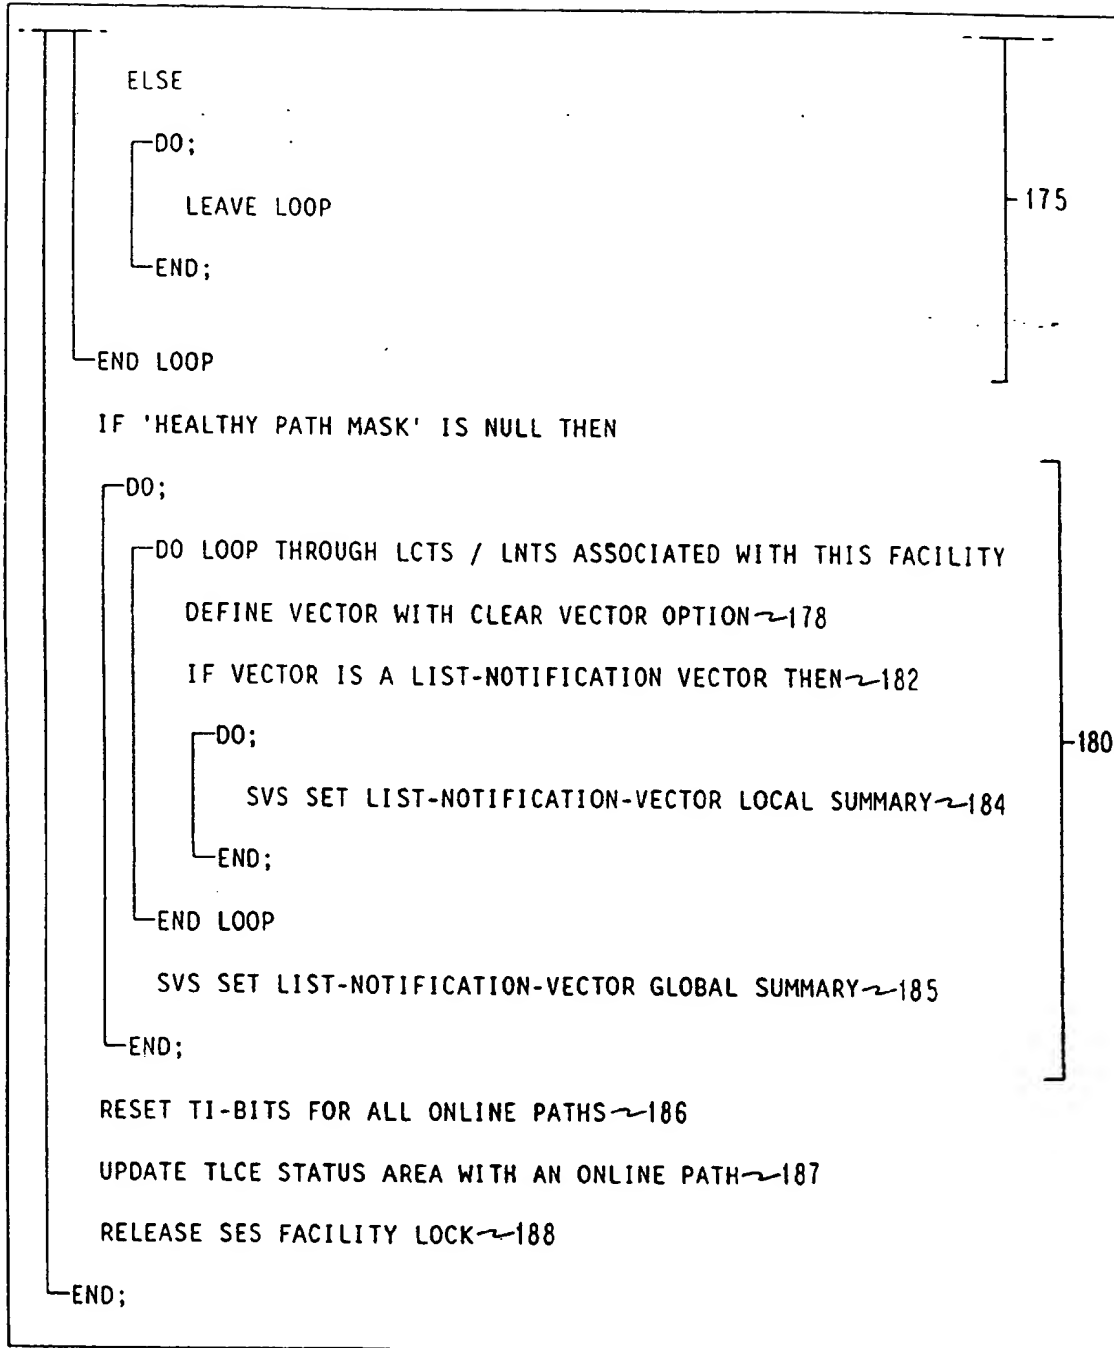 ELSE
DO;
LEAVE LOOP
175
END;
END LOOP
IF 'HEALTHY PATH MASK' IS NULL THEN
DO;
DO LOOP THROUGH LCTS / LNTS ASSOCIATED WITH THIS FACILITY
DEFINE VECTOR WITH CLEAR VECTOR OPTION 178
IF VECTOR IS A LIST-NOTIFICATION VECTOR THEN 182
DO;
180
SVS SET LIST-NOTIFICATION-VECTOR LOCAL SUMMARY 184
END;
END LOOP
SVS SET LIST-NOTIFICATION-VECTOR GLOBAL SUMMARY 185
END;
RESET TI-BITS FOR ALL ONLINE PATHS 186
UPDATE TLCE STATUS AREA WITH AN ONLINE PATH 187
RELEASE SES FACILITY LOCK 188
END;